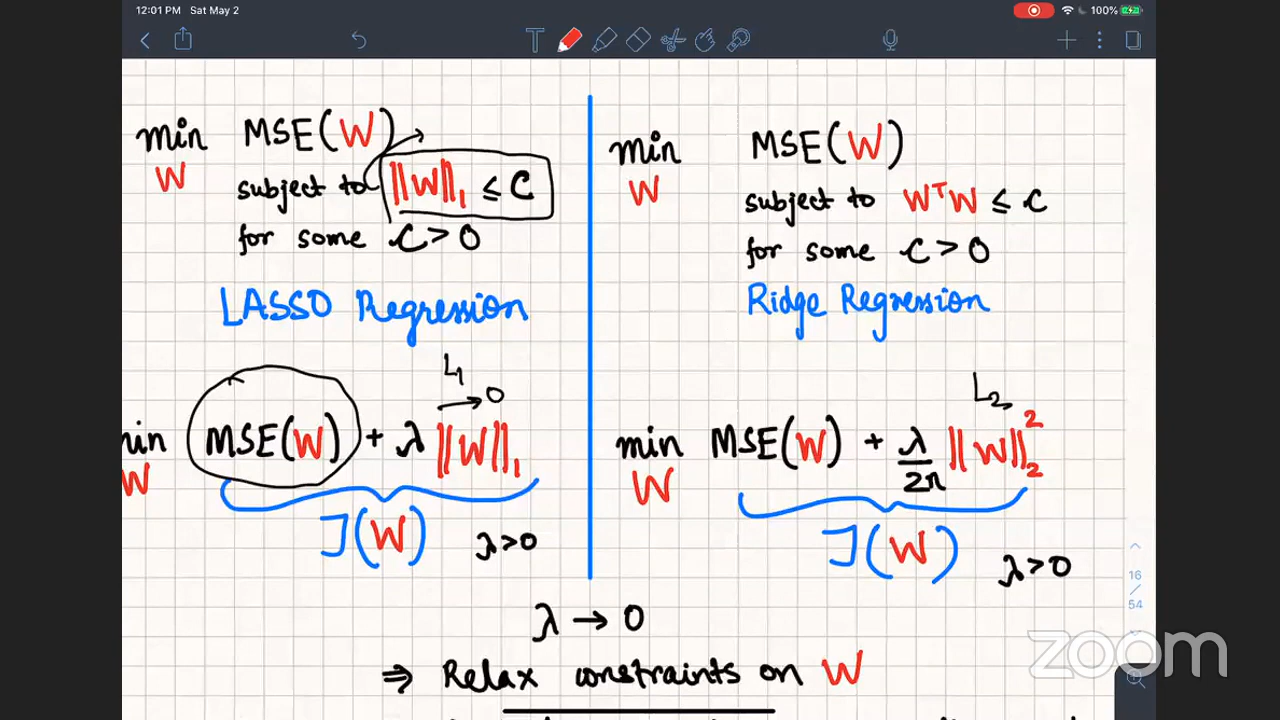 12:01 PM Sat May 2
100%
min MSE(W)
W
subject to ||W||₁ ≤ C
for some C > 0
LASSO Regression
L₁
→ 0
min MSE(W) + λ ||W||₁
W
J(W)
λ>0
min MSE(W)
W
subject to WᵀW ≤ C
for some C > 0
Ridge Regression
L₂
min MSE(W) + λ/2n ||W||₂²
W
J(W)
λ>0
λ → 0
⇒ Relax constraints on W
16
/
54
zoom